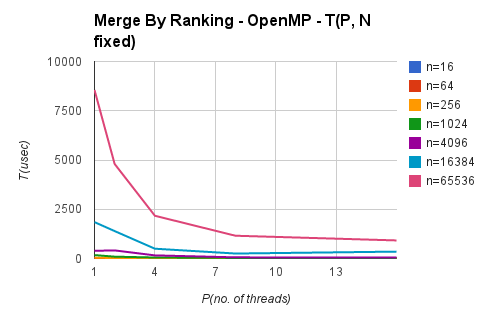 Merge By Ranking - OpenMP - T(P, N
fixed)
10000
7500
5000
2500
0
T(usec)
1 4 7 10 13
P(no. of threads)
n=16
n=64
n=256
n=1024
n=4096
n=16384
n=65536